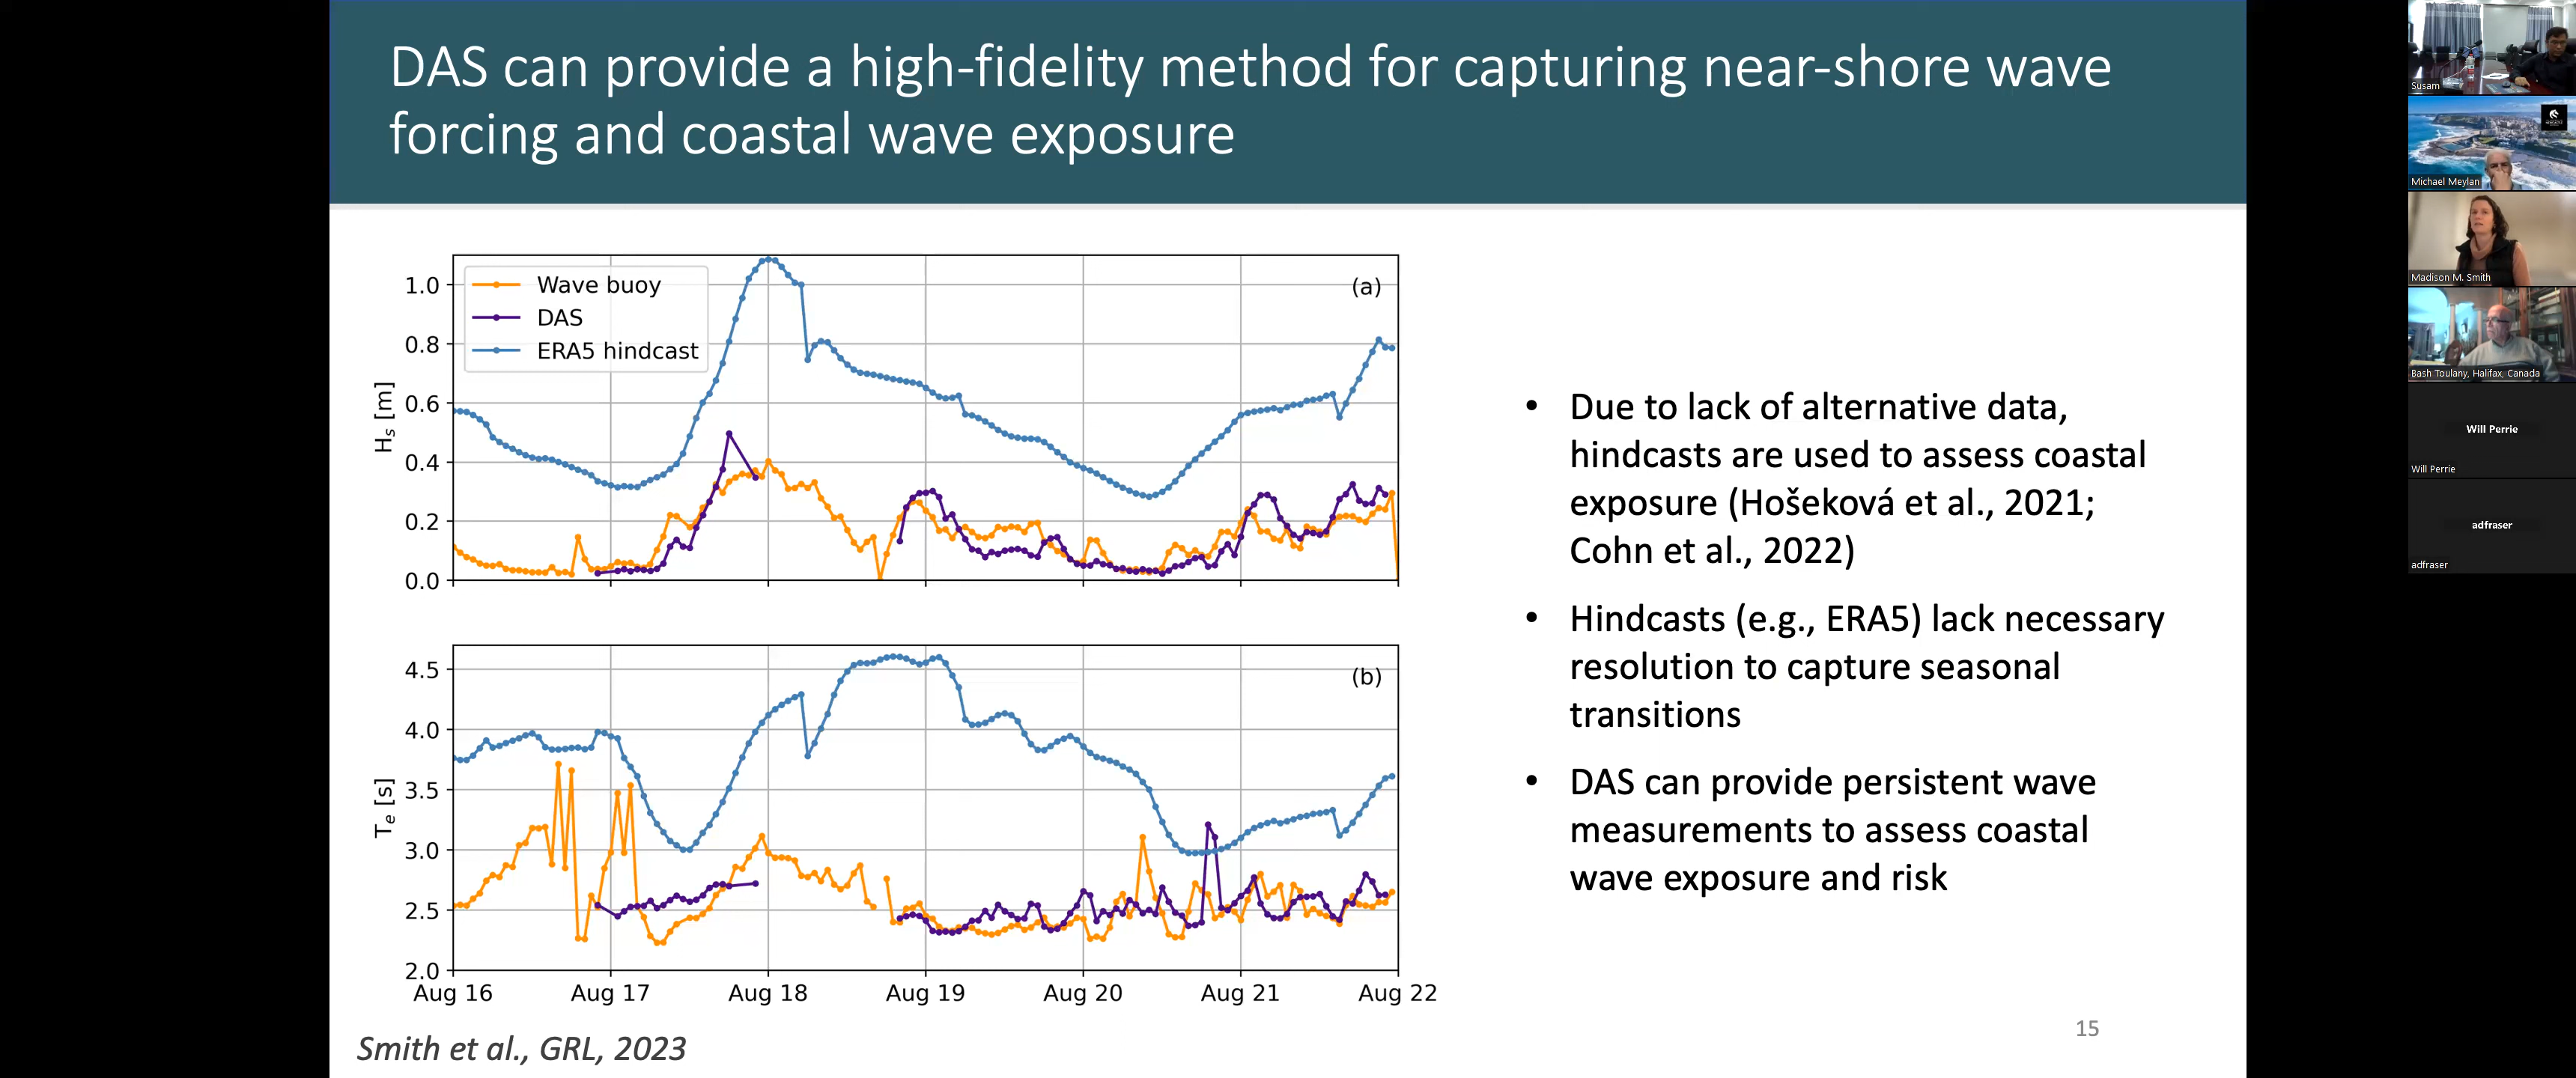 DAS can provide a high-fidelity method for capturing near-shore wave
forcing and coastal wave exposure
Wave buoy
DAS
ERA5 hindcast
(a)
Hs [m]
1.0
0.8
0.6
0.4
0.2
0.0
(b)
Te [s]
4.5
4.0
3.5
3.0
2.5
2.0
Aug 16
Aug 17
Aug 18
Aug 19
Aug 20
Aug 21
Aug 22
• Due to lack of alternative data,
hindcasts are used to assess coastal
exposure (Hošeková et al., 2021;
Cohn et al., 2022)
• Hindcasts (e.g., ERA5) lack necessary
resolution to capture seasonal
transitions
• DAS can provide persistent wave
measurements to assess coastal
wave exposure and risk
Smith et al., GRL, 2023
15
Susam
Michael Meylan
Madison M. Smith
Bash Toulany, Halifax, Canada
Will Perrie
Will Perrie
adfraser
adfraser